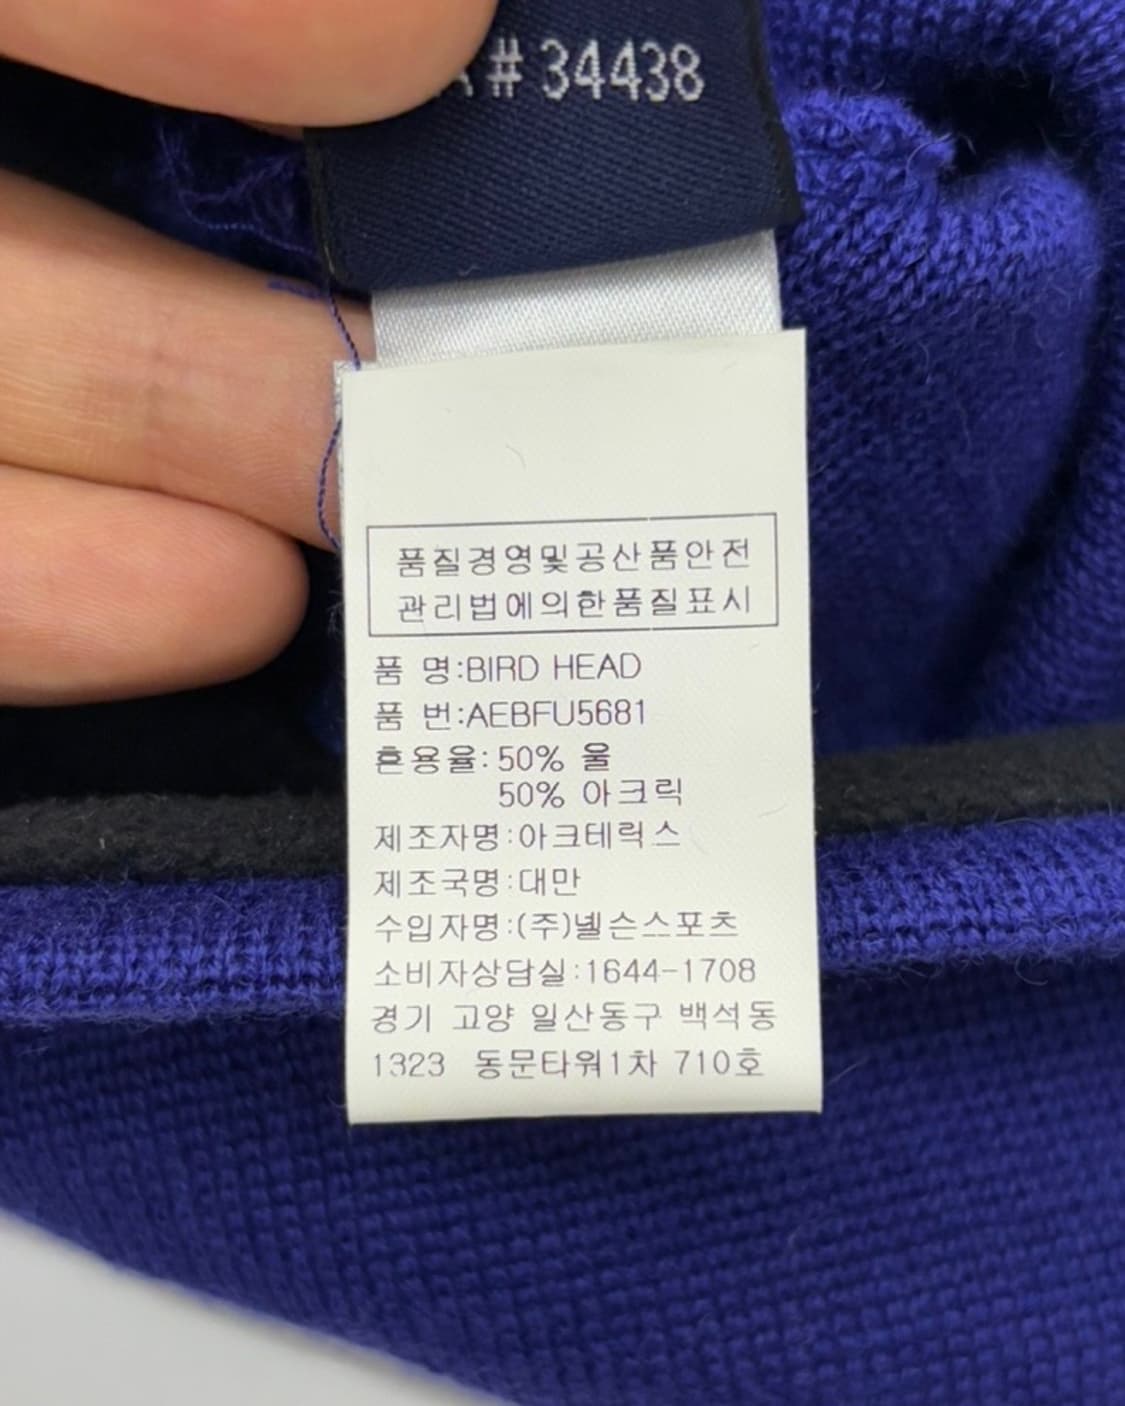 # 34438
품질경영및공산품안전
관리법에의한품질표시
품 명:BIRD HEAD
품 번:AEBFU5681
혼용율:50% 울
50% 아크릭
제조자명:아크테릭스
제조국명:대만
수입자명:(주)넬슨스포츠
소비자상담실:1644-1708
경기 고양 일산동구 백석동
1323 동문타워1차 710호